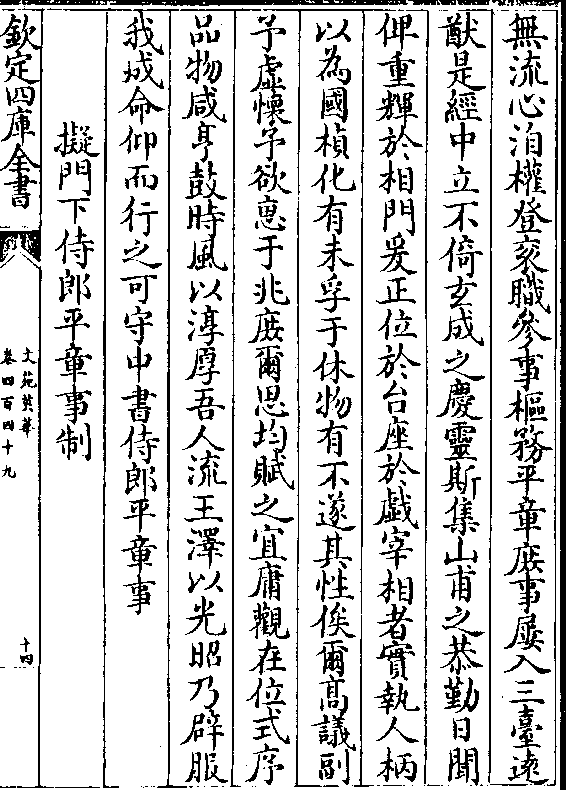 無流心洎權登衮職參事樞務平章庶事屢入三臺逺
猷是經中立不倚玄成之慶靈斯集山甫之恭勤日聞
俾重輝於相門爰正位於台座於戯宰相者實執人柄
以為國楨化有未孚于休物有不遂其性俟爾髙議副
予虛懷予欲惠于兆庶爾思均賦之宜庸觀在位式序
品物咸亨鼓時風以淳厚吾人流王澤以光昭乃辟服
我成命仰而行之可守中書侍郎平章事
擬門下侍郎平章事制
欽定四庫全書
文苑英華
卷四百四十九
十四